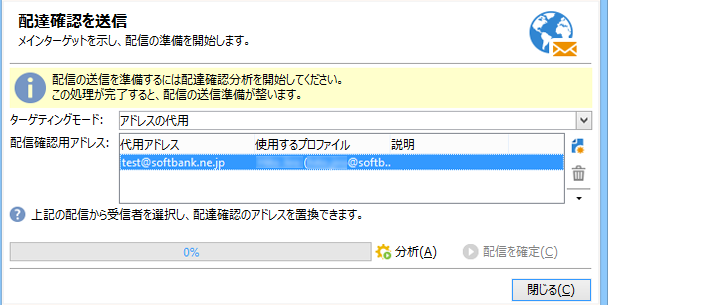 配達確認を送信
メインターゲットを示し、配信の準備を開始します。
配信の送信を準備するには配達確認分析を開始してください。
この処理が完了すると、配信の送信準備が整います。
ターゲティングモード: アドレスの代用
配信確認用アドレス: 代用アドレス 使用するプロファイル 説明
test@softbank.ne.jp @softb..
上記の配信から受信者を選択し、配達確認のアドレスを置換できます。
0% 分析(A) 配信を確定(C)
閉じる(C)